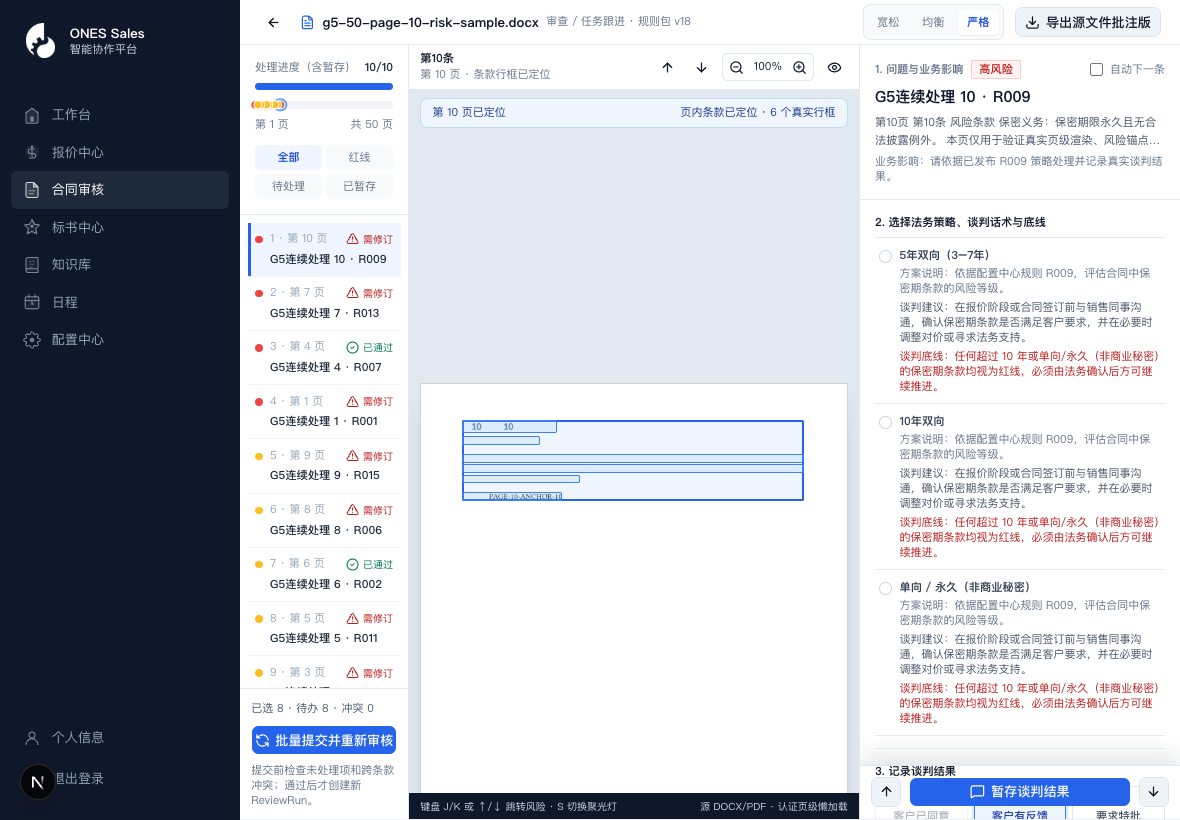 ONES Sales
智能协作平台
工作台
报价中心
合同审核
标书中心
知识库
日程
配置中心
个人信息
退出登录
N
g5-50-page-10-risk-sample.docx
审查 / 任务跟进 · 规则包 v18
宽松
均衡
严格
导出源文件批注版
处理进度（含暂存） 10/10
第 1 页
共 50 页
全部
红线
待处理
已暂存
1 · 第 10 页
需修订
G5连续处理 10 · R009
2 · 第 7 页
需修订
G5连续处理 7 · R013
3 · 第 4 页
已通过
G5连续处理 4 · R007
4 · 第 1 页
需修订
G5连续处理 1 · R001
5 · 第 9 页
需修订
G5连续处理 9 · R015
6 · 第 8 页
需修订
G5连续处理 8 · R006
7 · 第 6 页
已通过
G5连续处理 6 · R002
8 · 第 5 页
需修订
G5连续处理 5 · R011
9 · 第 3 页
需修订
已选 8 · 待办 8 · 冲突 0
批量提交并重新审核
提交前检查未处理项和跨条款
冲突；通过后才创建新
ReviewRun。
第10条
第 10 页 · 条款行框已定位
100%
第 10 页已定位
页内条款已定位 · 6 个真实行框
10 10
PAGE-10-ANCHOR-10
键盘 J/K 或 ↑/↓ 跳转风险 · S 切换聚光灯
源 DOCX/PDF · 认证页级懒加载
1. 问题与业务影响
高风险
自动下一条
G5连续处理 10 · R009
第10页 第10条 风险条款 保密义务：保密期限永久且无合
法披露例外。 本页仅用于验证真实页级渲染、风险锚点…
业务影响：请依据已发布 R009 策略处理并记录真实谈判结
果。
2. 选择法务策略、谈判话术与底线
5年双向（3—7年）
方案说明：依据配置中心规则 R009，评估合同中保
密期条款的风险等级。
谈判建议：在报价阶段或合同签订前与销售同事沟
通，确认保密期条款是否满足客户要求，并在必要时
调整对价或寻求法务支持。
谈判底线：任何超过 10 年或单向/永久（非商业秘密）
的保密期条款均视为红线，必须由法务确认后方可继
续推进。
10年双向
方案说明：依据配置中心规则 R009，评估合同中保
密期条款的风险等级。
谈判建议：在报价阶段或合同签订前与销售同事沟
通，确认保密期条款是否满足客户要求，并在必要时
调整对价或寻求法务支持。
谈判底线：任何超过 10 年或单向/永久（非商业秘密）
的保密期条款均视为红线，必须由法务确认后方可继
续推进。
单向 / 永久（非商业秘密）
方案说明：依据配置中心规则 R009，评估合同中保
密期条款的风险等级。
谈判建议：在报价阶段或合同签订前与销售同事沟
通，确认保密期条款是否满足客户要求，并在必要时
调整对价或寻求法务支持。
谈判底线：任何超过 10 年或单向/永久（非商业秘密）
的保密期条款均视为红线，必须由法务确认后方可继
续推进。
3. 记录谈判结果
暂存谈判结果
客户已同意
客户有反馈
要求特批